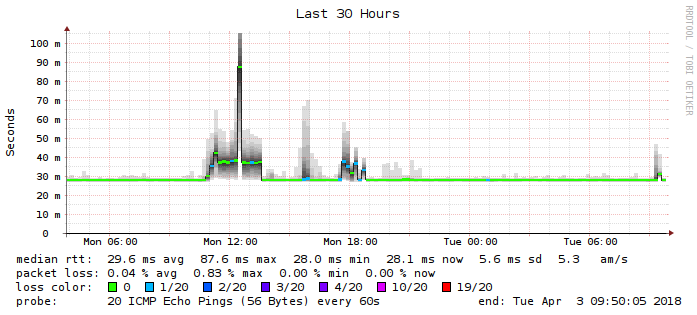 Last 30 Hours
RRDTOOL / TOBI OETIKER
Seconds
100 m
90 m
80 m
70 m
60 m
50 m
40 m
30 m
20 m
10 m
0
Mon 06:00 Mon 12:00 Mon 18:00 Tue 00:00 Tue 06:00
median rtt: 29.6 ms avg 87.6 ms max 28.0 ms min 28.1 ms now 5.6 ms sd 5.3 am/s
packet loss: 0.04 % avg 0.83 % max 0.00 % min 0.00 % now
loss color: 0 1/20 2/20 3/20 4/20 10/20 19/20
probe: 20 ICMP Echo Pings (56 Bytes) every 60s end: Tue Apr 3 09:50:05 2018